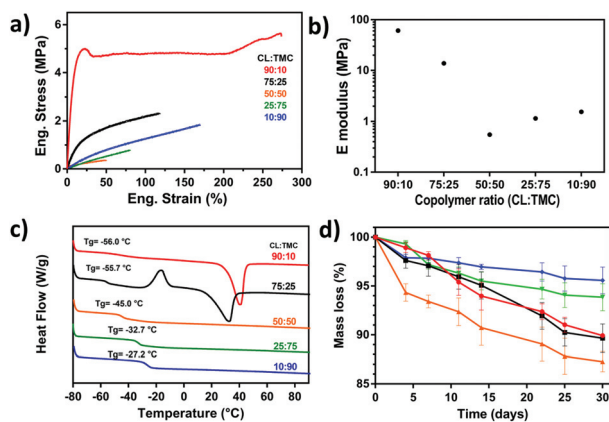 a)
Eng. Stress (MPa)
6
4
2
0
CL:TMC
90:10
75:25
50:50
25:75
10:90
0 50 100 150 200 250 300
Eng. Strain (%)
b)
E modulus (MPa)
100
10
1
0.1
90:10 75:25 50:50 25:75 10:90
Copolymer ratio (CL:TMC)
c)
Heat Flow (W/g)
Tg= -56.0 °C
CL:TMC
90:10
Tg= -55.7 °C
75:25
Tg= -45.0 °C
50:50
Tg= -32.7 °C
25:75
Tg= -27.2 °C
10:90
-80 -60 -40 -20 0 20 40 60 80
Temperature (°C)
d)
Mass loss (%)
100
95
90
85
0 5 10 15 20 25 30
Time (days)